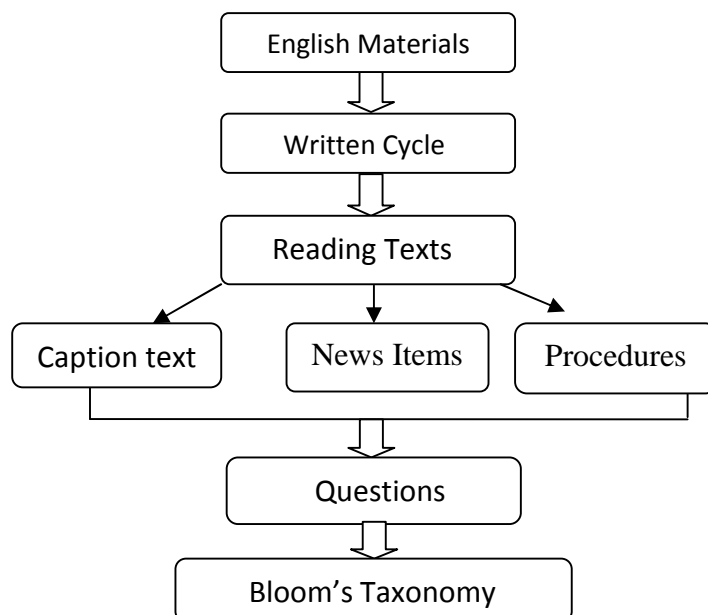 English Materials
Written Cycle
Reading Texts
Caption text
News Items
Procedures
Questions
Bloom’s Taxonomy